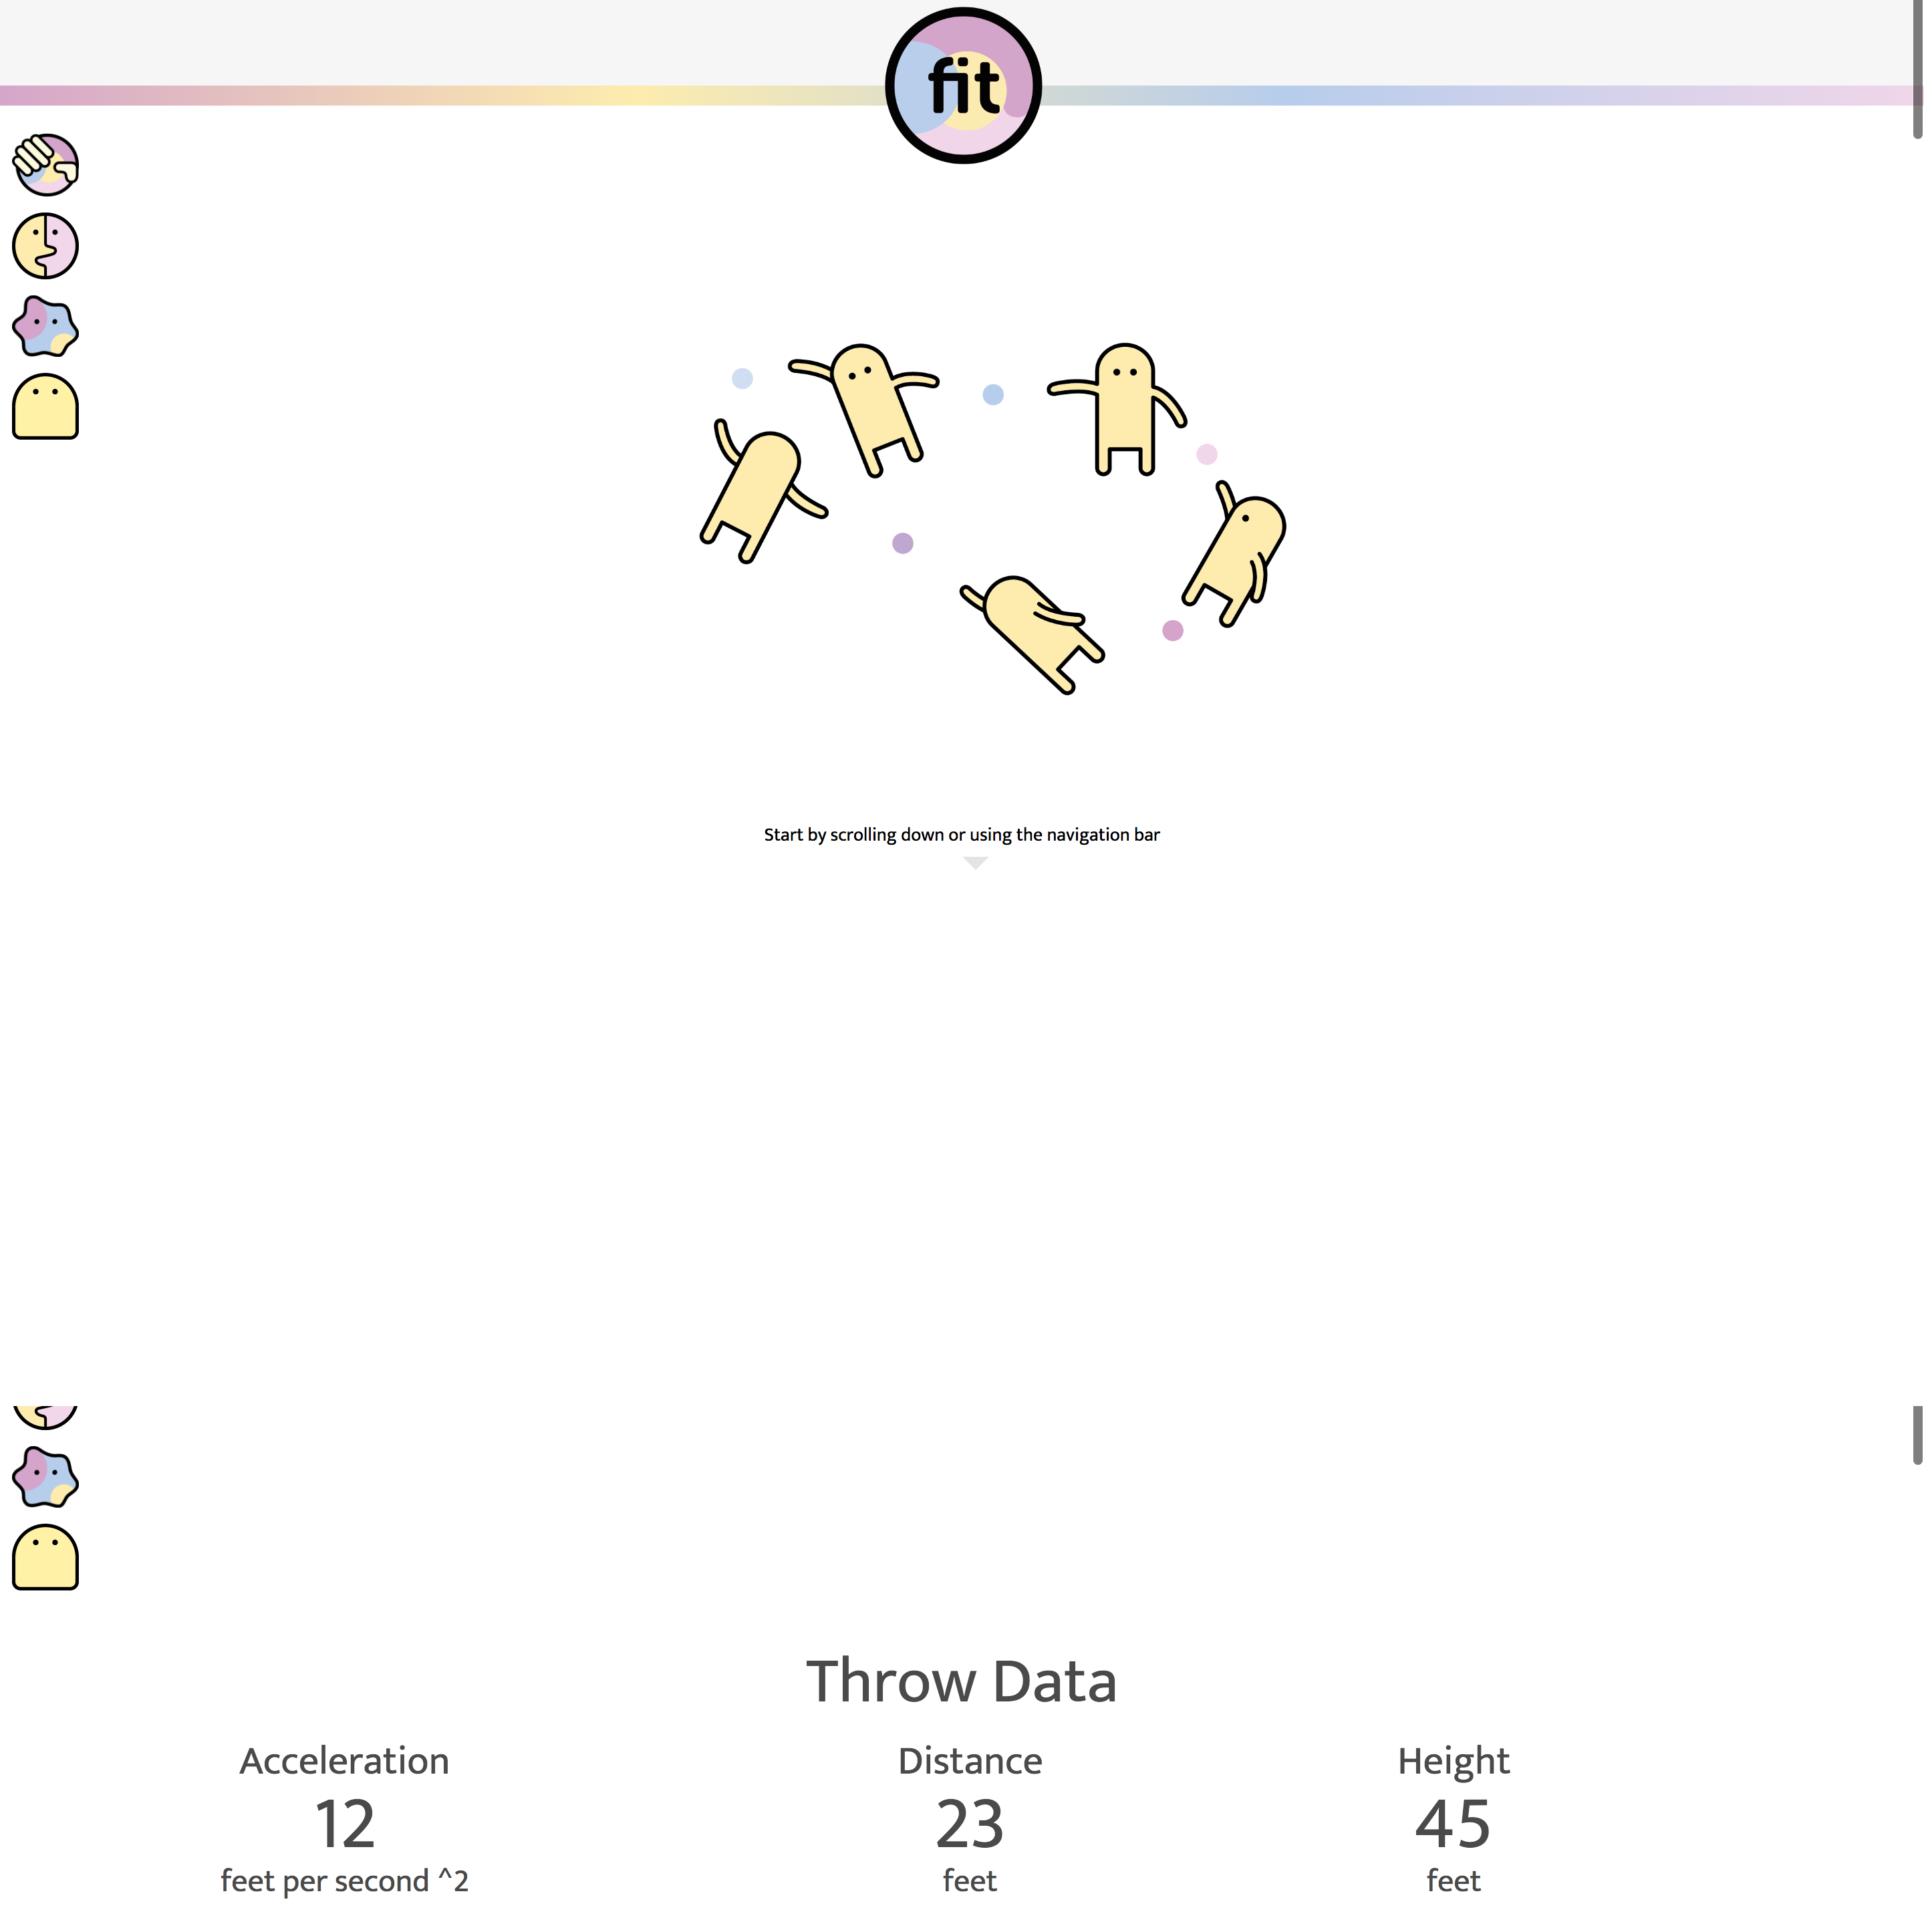 fit
Start by scrolling down or using the navigation bar
Throw Data
Acceleration
12
feet per second ^2
Distance
23
feet
Height
45
feet